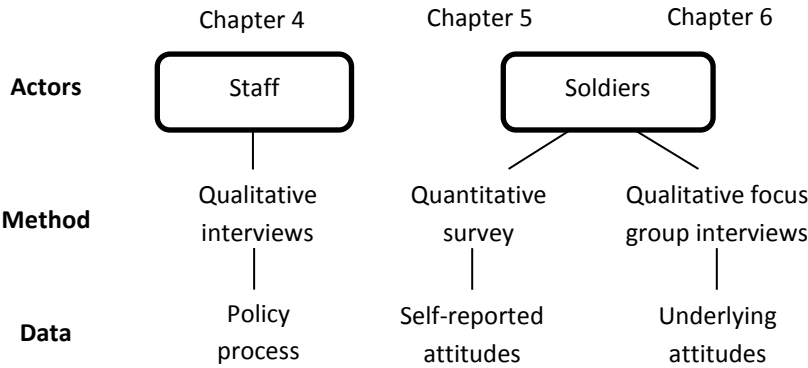 Chapter 4 Chapter 5 Chapter 6
Actors Staff Soldiers
Qualitative Quantitative Qualitative focus
Method
interviews survey group interviews
Policy Self-reported Underlying
Data
process attitudes attitudes